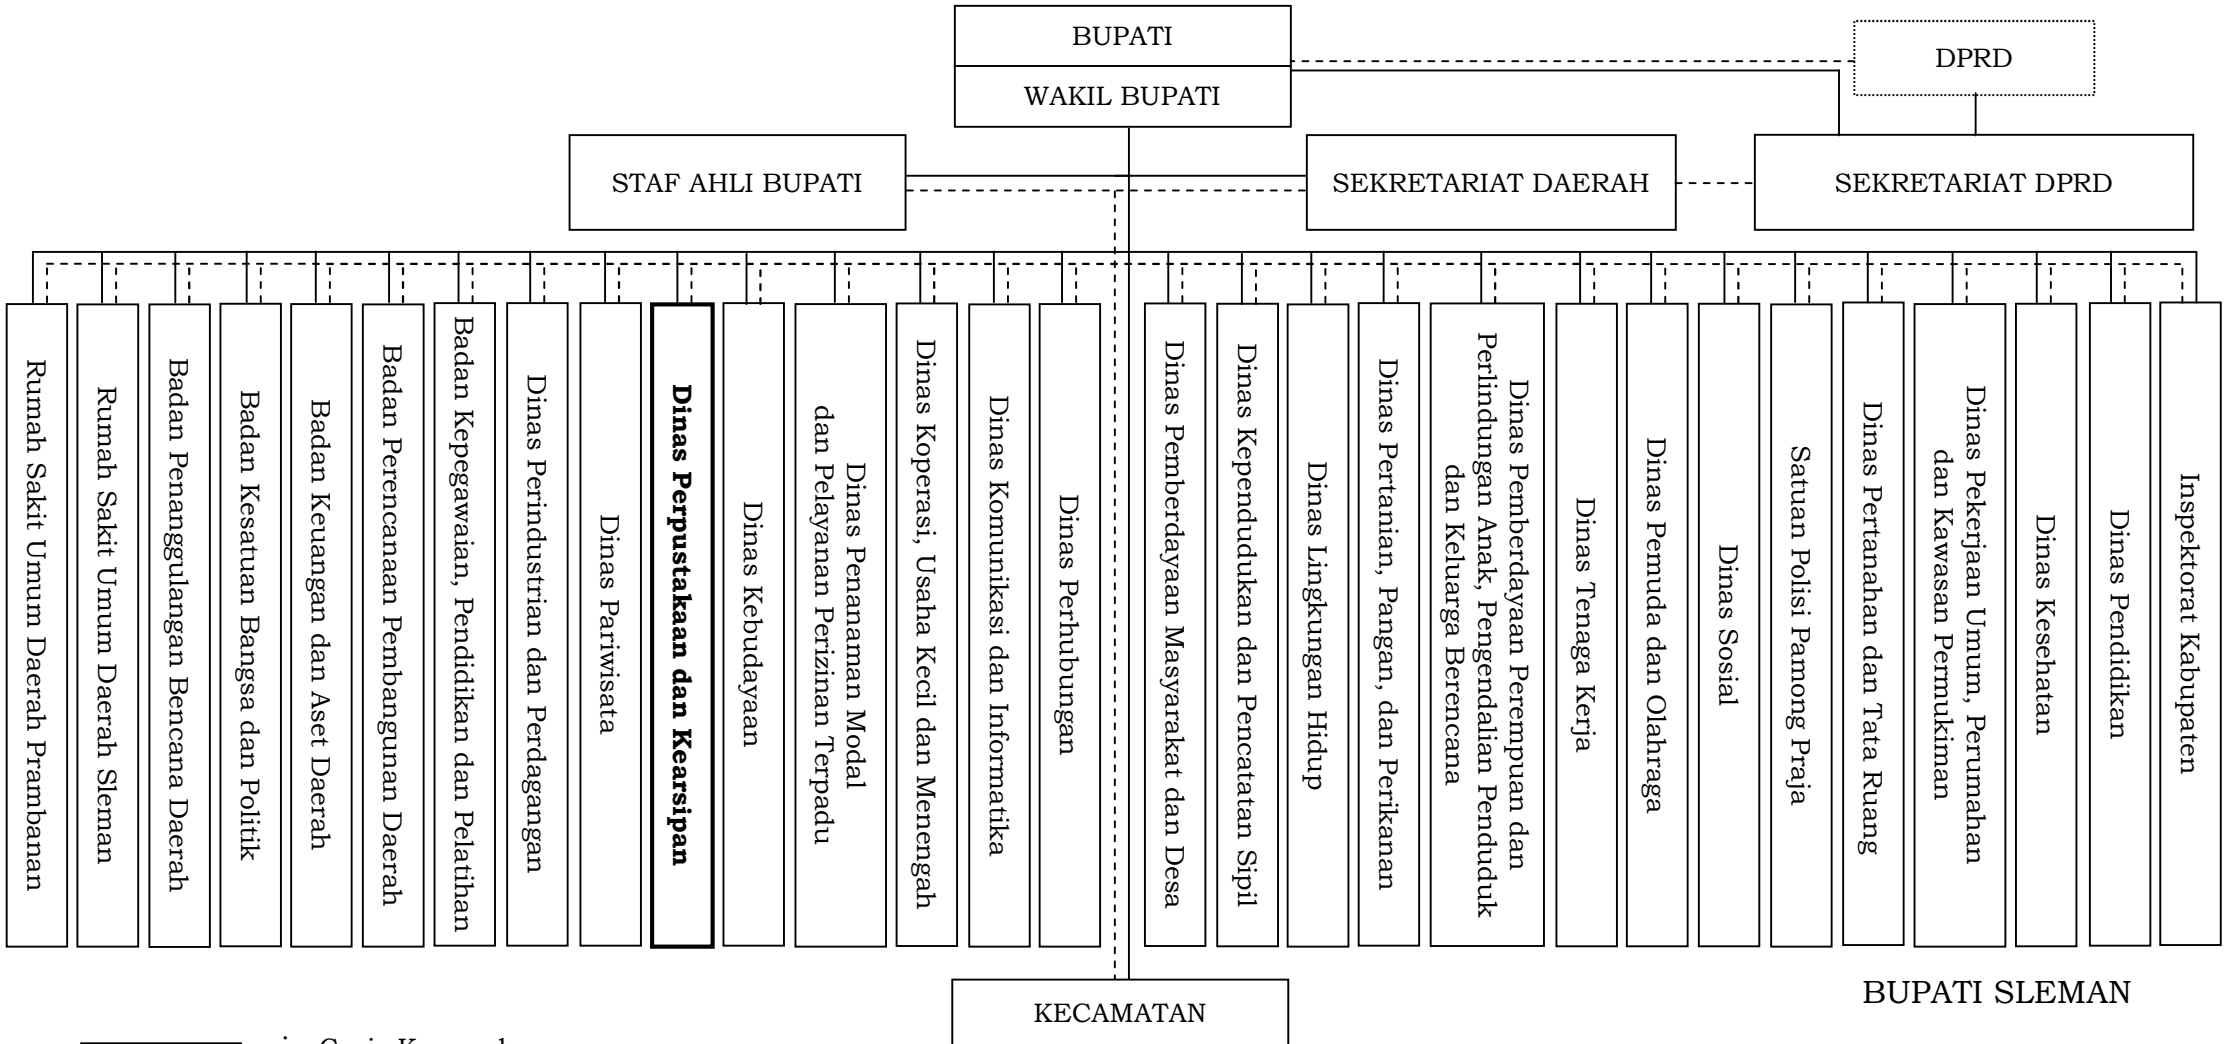 BUPATI
DPRD
WAKIL BUPATI
STAF AHLI BUPATI
SEKRETARIAT DAERAH
SEKRETARIAT DPRD
Rumah Sakit Umum Daerah Prambanan
Rumah Sakit Umum Daerah Sleman
Badan Penanggulangan Bencana Daerah
Badan Kesatuan Bangsa dan Politik
Badan Keuangan dan Aset Daerah
Badan Perencanaan Pembangunan Daerah
Badan Kepegawaian, Pendidikan dan Pelatihan
Dinas Perindustrian dan Perdagangan
Dinas Pariwisata
Dinas Perpustakaan dan Kearsipan
Dinas Kebudayaan
Dinas Penanaman Modal
dan Pelayanan Perizinan Terpadu
Dinas Koperasi, Usaha Kecil dan Menengah
Dinas Komunikasi dan Informatika
Dinas Perhubungan
Dinas Pemberdayaan Masyarakat dan Desa
Dinas Kependudukan dan Pencatatan Sipil
Dinas Lingkungan Hidup
Dinas Pertanian, Pangan, dan Perikanan
Dinas Pemberdayaan Perempuan dan
Perlindungan Anak, Pengendalian Penduduk
dan Keluarga Berencana
Dinas Tenaga Kerja
Dinas Pemuda dan Olahraga
Dinas Sosial
Satuan Polisi Pamong Praja
Dinas Pertanahan dan Tata Ruang
Dinas Pekerjaan Umum, Perumahan
dan Kawasan Permukiman
Dinas Kesehatan
Dinas Pendidikan
Inspektorat Kabupaten
BUPATI SLEMAN
KECAMATAN